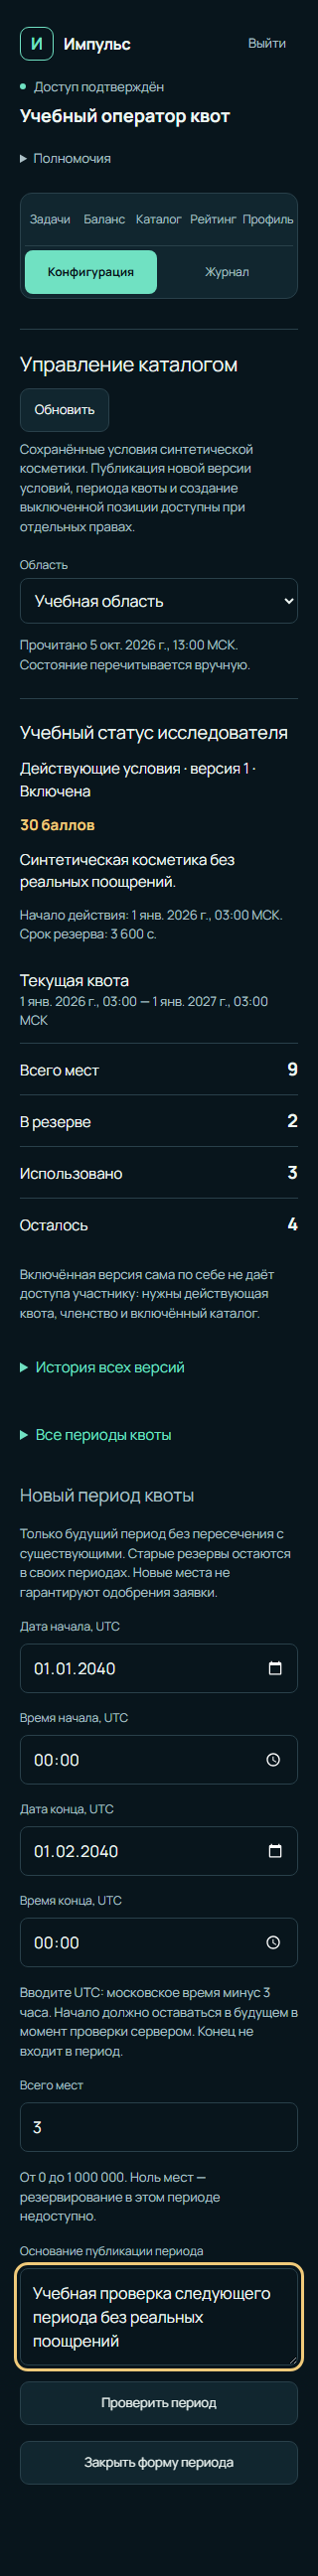 И Импульс Выйти
Доступ подтверждён
Учебный оператор квот
Полномочия
Задачи Баланс Каталог Рейтинг Профиль
Конфигурация Журнал
Управление каталогом
Обновить
Сохранённые условия синтетической
косметики. Публикация новой версии
условий, периода квоты и создание
выключенной позиции доступны при
отдельных правах.
Область
Учебная область
Прочитано 5 окт. 2026 г., 13:00 МСК.
Состояние перечитывается вручную.
Учебный статус исследователя
Действующие условия · версия 1 ·
Включена
30 баллов
Синтетическая косметика без
реальных поощрений.
Начало действия: 1 янв. 2026 г., 03:00 МСК.
Срок резерва: 3 600 с.
Текущая квота
1 янв. 2026 г., 03:00 — 1 янв. 2027 г., 03:00
МСК
Всего мест 9
В резерве 2
Использовано 3
Осталось 4
Включённая версия сама по себе не даёт
доступа участнику: нужны действующая
квота, членство и включённый каталог.
История всех версий
Все периоды квоты
Новый период квоты
Только будущий период без пересечения с
существующими. Старые резервы остаются
в своих периодах. Новые места не
гарантируют одобрения заявки.
Дата начала, UTC
01.01.2040
Время начала, UTC
00:00
Дата конца, UTC
01.02.2040
Время конца, UTC
00:00
Вводите UTC: московское время минус 3
часа. Начало должно оставаться в будущем в
момент проверки сервером. Конец не
входит в период.
Всего мест
3
От 0 до 1 000 000. Ноль мест —
резервирование в этом периоде
недоступно.
Основание публикации периода
Учебная проверка следующего
периода без реальных
поощрений
Проверить период
Закрыть форму периода